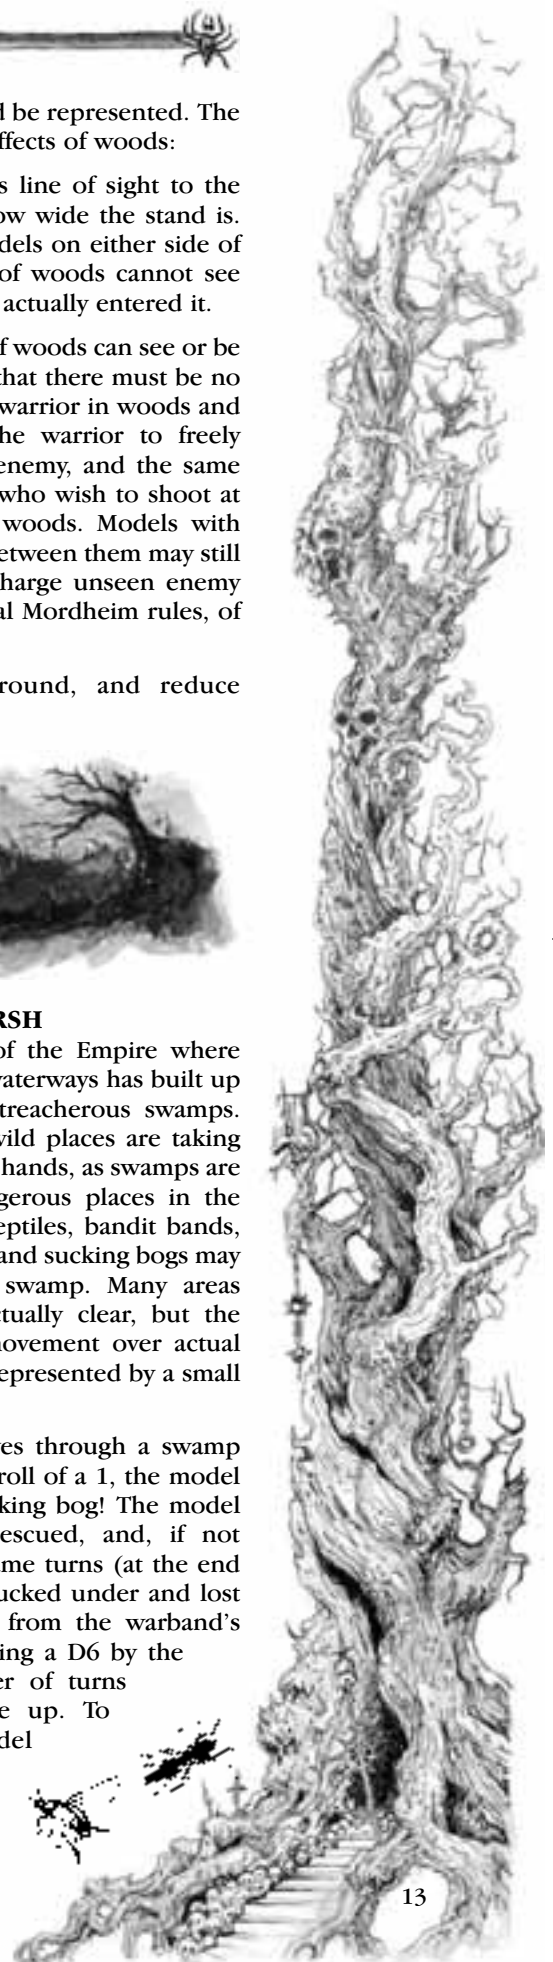 d be represented. The
ffects of woods:
s line of sight to the
ow wide the stand is.
dels on either side of
of woods cannot see
actually entered it.
f woods can see or be
that there must be no
warrior in woods and
he warrior to freely
enemy, and the same
who wish to shoot at
woods. Models with
etween them may still
harge unseen enemy
al Mordheim rules, of
round, and reduce
RSH
of the Empire where
vaterways has built up
treacherous swamps.
vild places are taking
hands, as swamps are
gerous places in the
eptiles, bandit bands,
and sucking bogs may
swamp. Many areas
ctually clear, but the
novement over actual
epresented by a small
ves through a swamp
roll of a 1, the model
king bog! The model
escued, and, if not
ame turns (at the end
ucked under and lost
from the warband's
ing a D6 by the
er of turns
e up. To
del
13